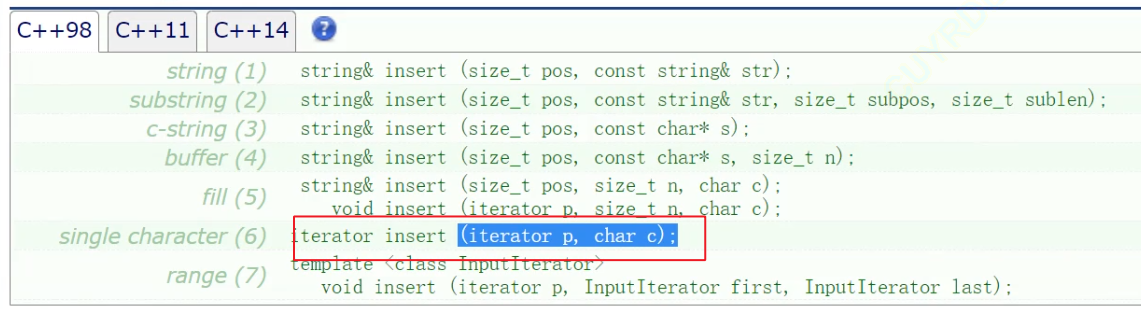 C++98 C++11 C++14 ?
string (1) string& insert (size_t pos, const string& str);
substring (2) string& insert (size_t pos, const string& str, size_t subpos, size_t sublen);
c-string (3) string& insert (size_t pos, const char* s);
buffer (4) string& insert (size_t pos, const char* s, size_t n);
fill (5) string& insert (size_t pos, size_t n, char c);
void insert (iterator p, size_t n, char c);
single character (6) iterator insert (iterator p, char c);
range (7) template <class InputIterator>
void insert (iterator p, InputIterator first, InputIterator last);